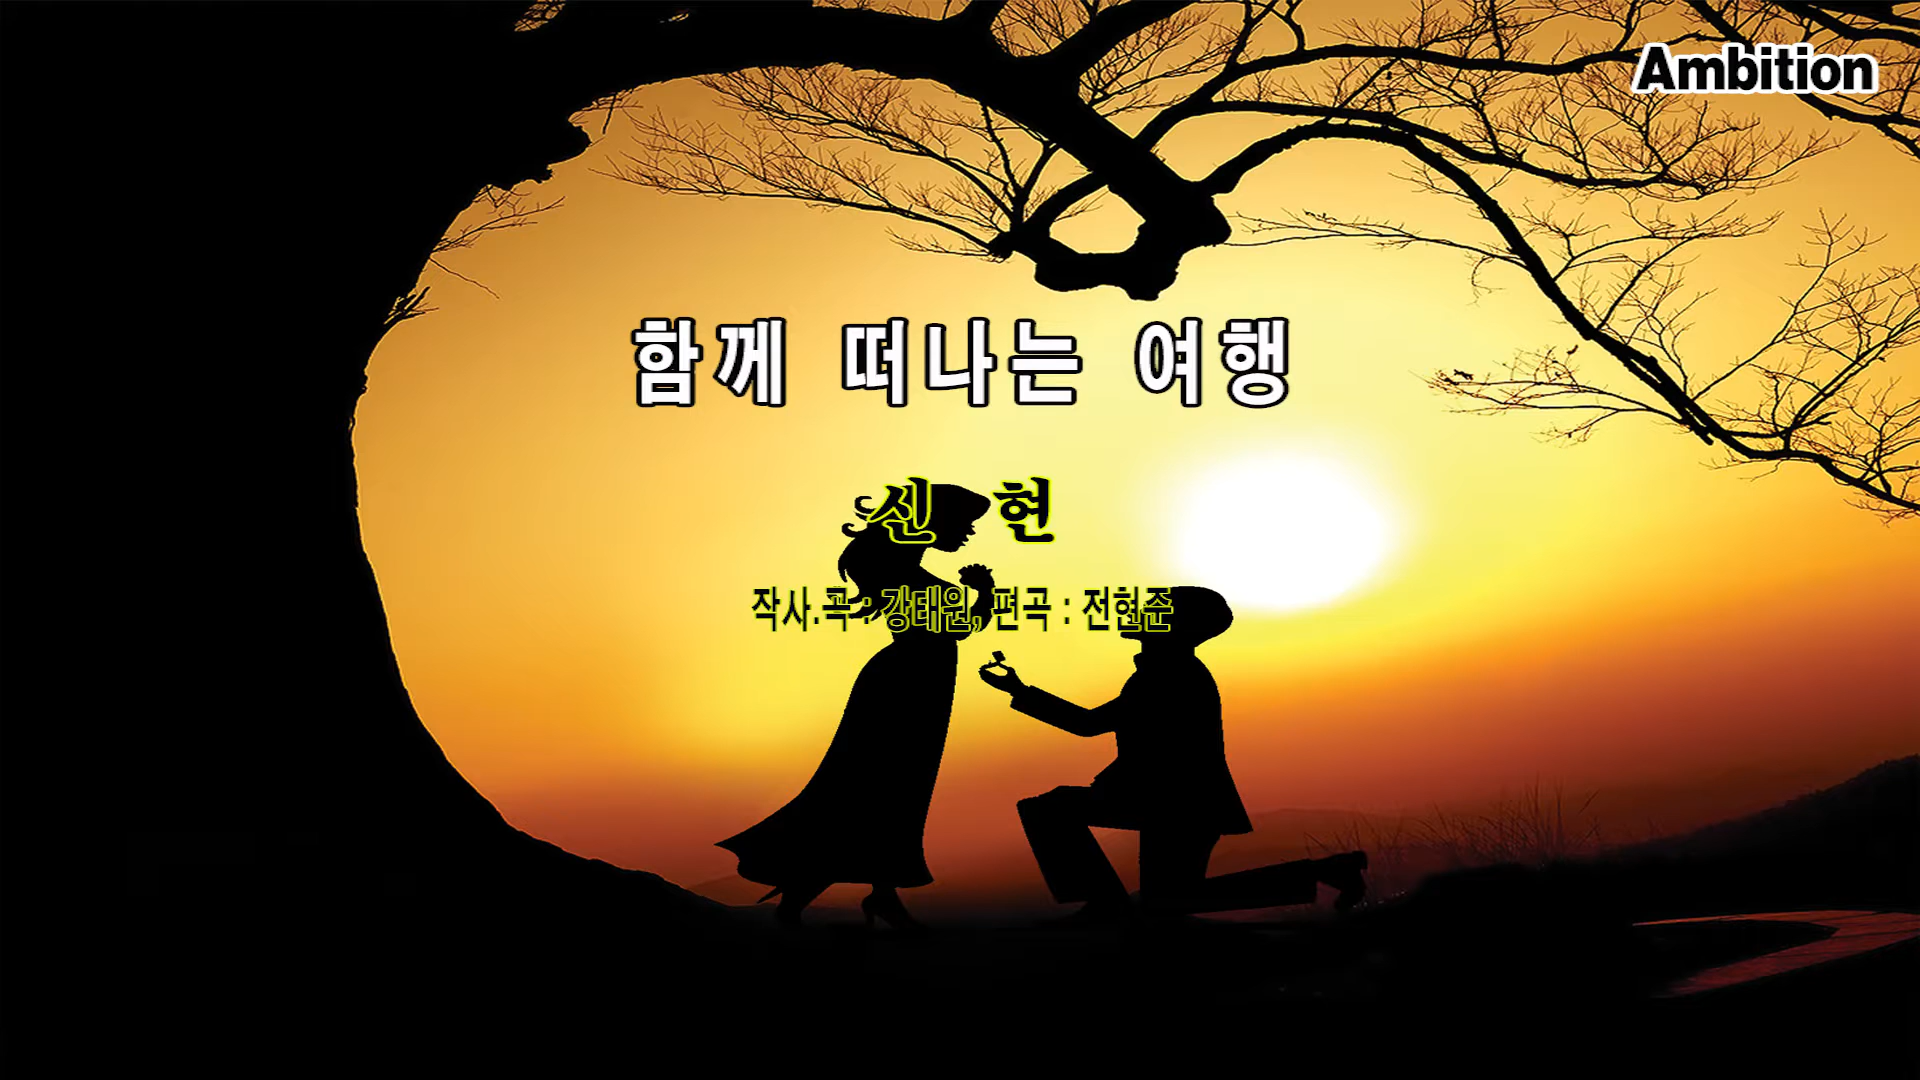 Ambition
함께 떠나는 여행
신 현
작사.곡 : 강태원, 편곡 : 전현준